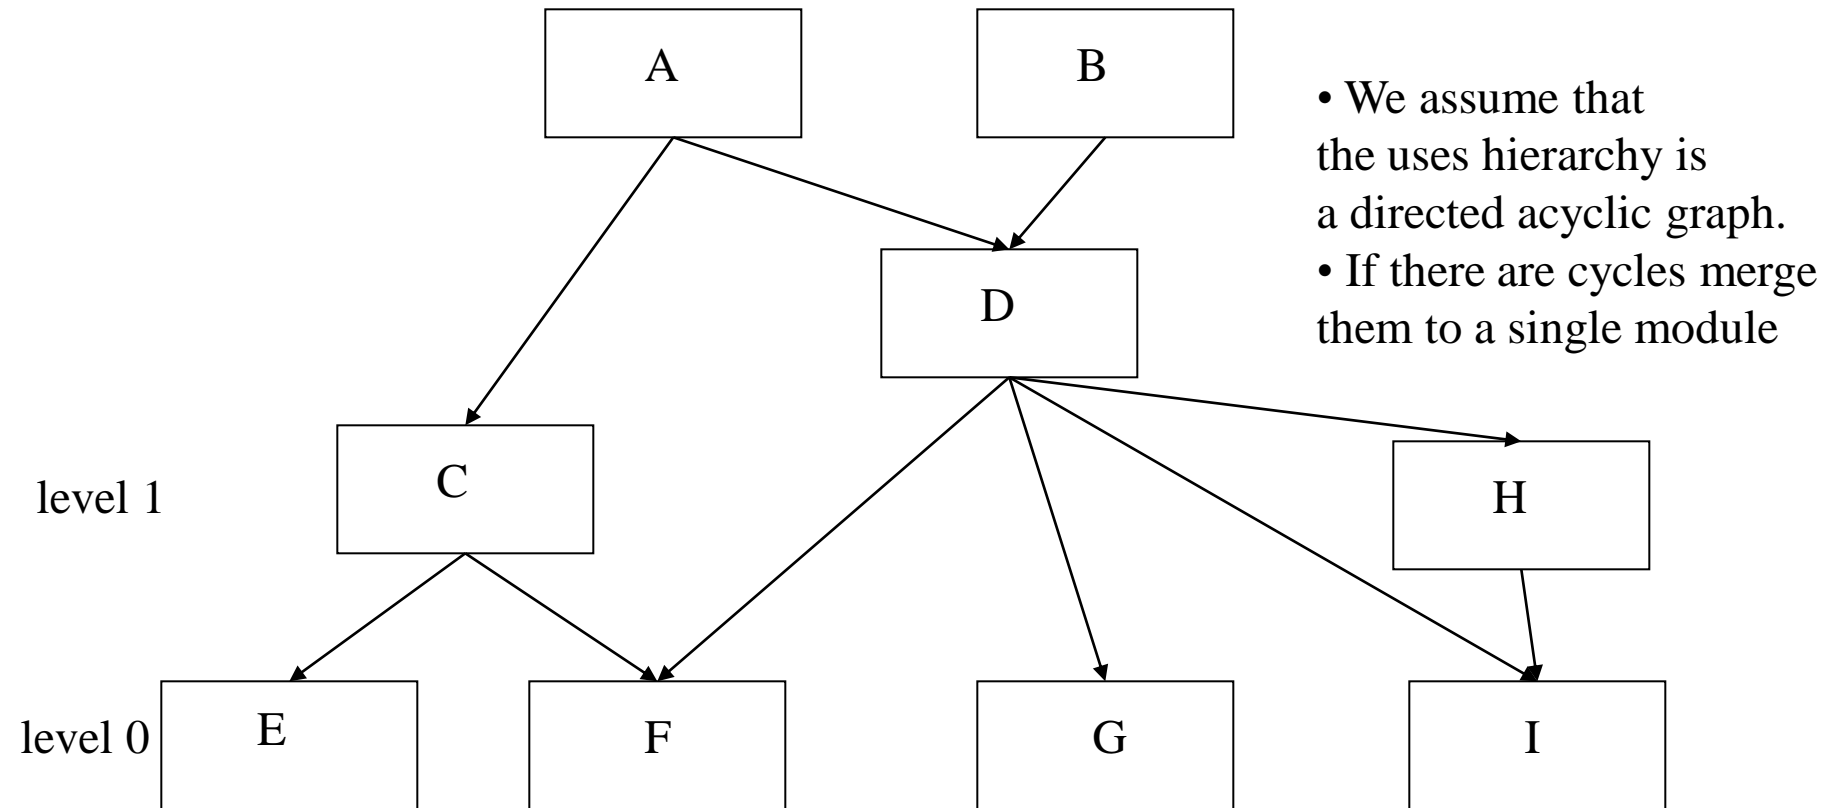 A
B
• We assume that
the uses hierarchy is
a directed acyclic graph.
• If there are cycles merge
them to a single module
D
C
level 1
H
level 0
E
F
G
I